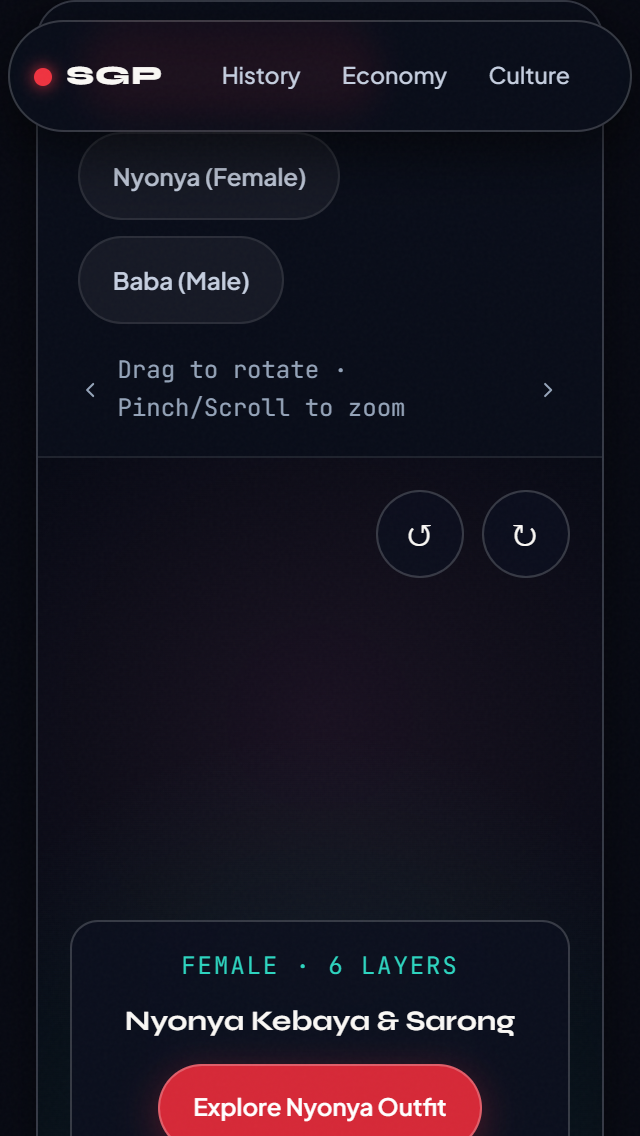 SGP History Economy Culture
Nyonya (Female)
Baba (Male)
‹ Drag to rotate ·
Pinch/Scroll to zoom ›
↺ ↻
FEMALE · 6 LAYERS
Nyonya Kebaya & Sarong
Explore Nyonya Outfit